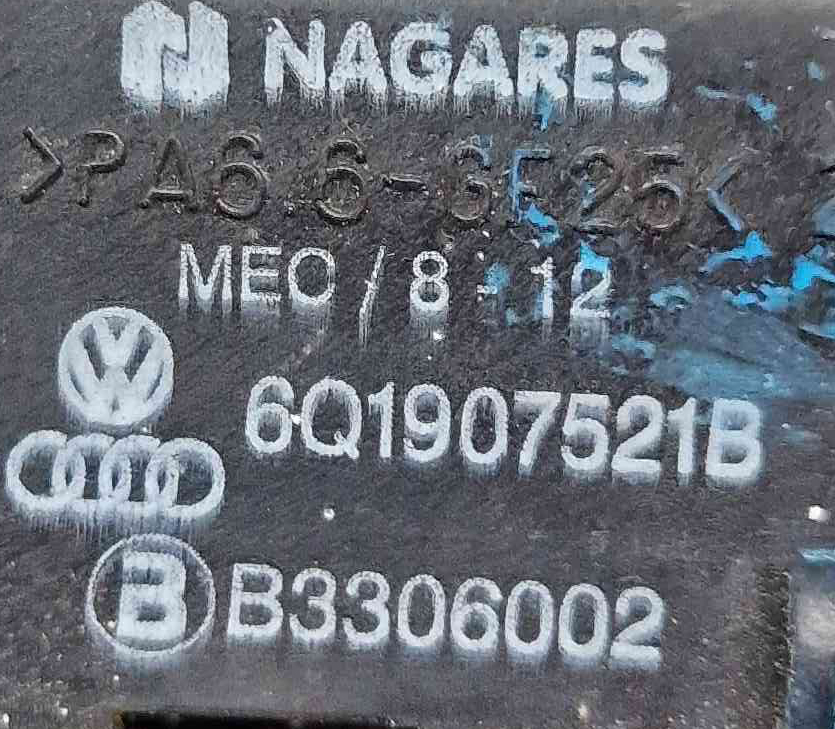 N NAGARES
>PA6.6-GF25<
MEO / 8-12
6Q1907521B
B B3306002